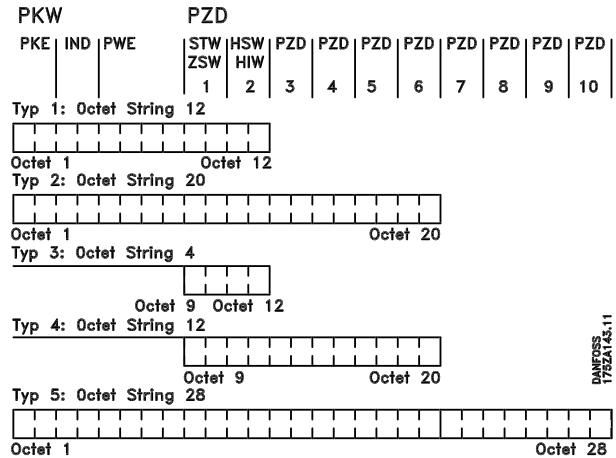 PKW PZD
PKE IND PWE STW HSW PZD PZD PZD PZD PZD PZD PZD PZD
ZSW HIW
1 2 3 4 5 6 7 8 9 10
Typ 1: Octet String 12
Octet 1 Octet 12
Typ 2: Octet String 20
Octet 1 Octet 20
Typ 3: Octet String 4
Octet 9 Octet 12
Typ 4: Octet String 12
Octet 9 Octet 20
Typ 5: Octet String 28
Octet 1 Octet 28
DANFOSS
175ZA143.11